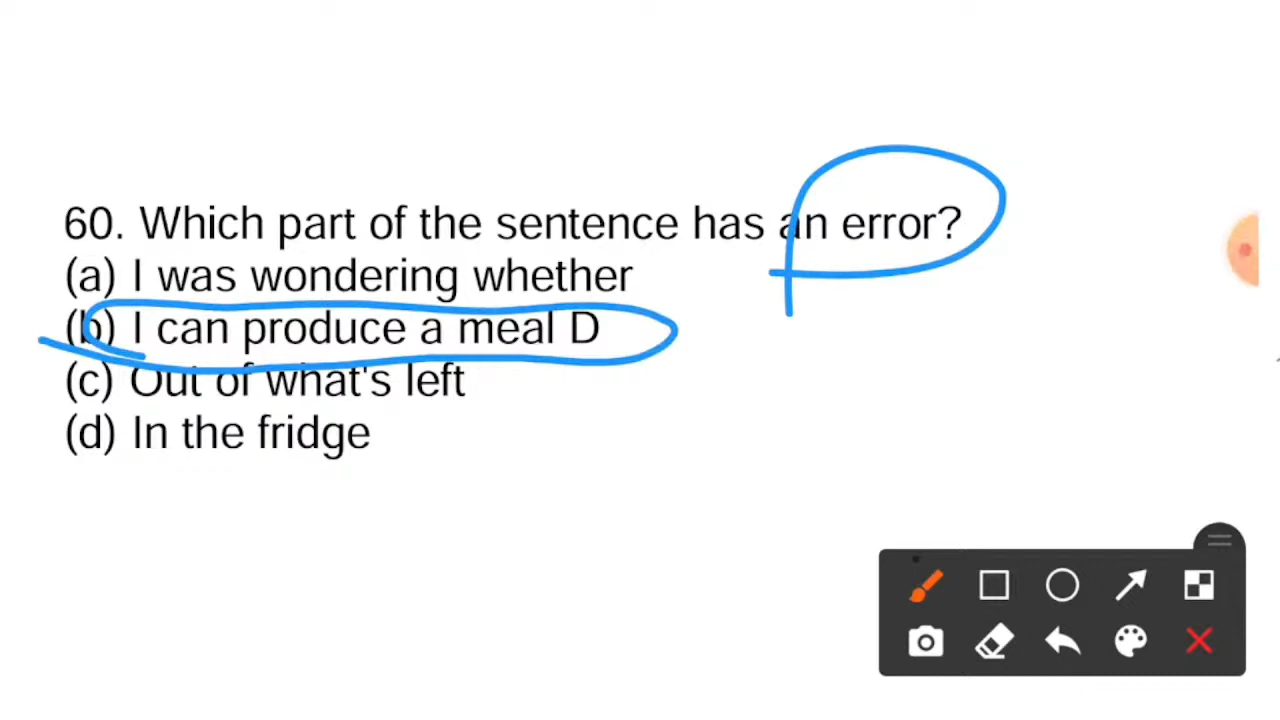 60. Which part of the sentence has an error?
(a) I was wondering whether
(b) I can produce a meal D
(c) Out of what's left
(d) In the fridge